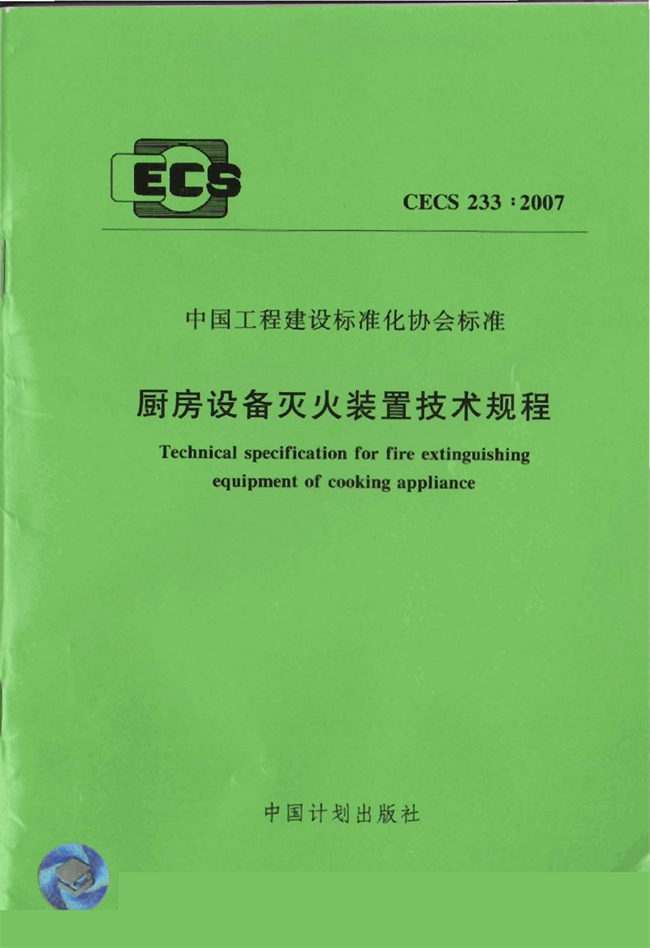 CECS
CECS 233 : 2007
中国工程建设标准化协会标准
厨房设备灭火装置技术规程
Technical specification for fire extinguishing
equipment of cooking appliance
中国计划出版社